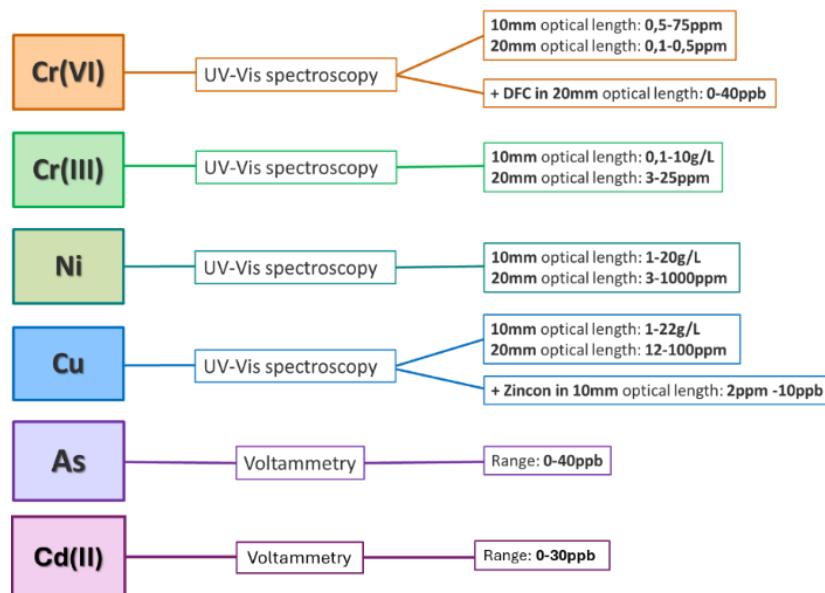 Cr(VI)
UV-Vis spectroscopy
10mm optical length: 0,5-75ppm
20mm optical length: 0,1-0,5ppm
+ DFC in 20mm optical length: 0-40ppb
Cr(III)
UV-Vis spectroscopy
10mm optical length: 0,1-10g/L
20mm optical length: 3-25ppm
Ni
UV-Vis spectroscopy
10mm optical length: 1-20g/L
20mm optical length: 3-1000ppm
Cu
UV-Vis spectroscopy
10mm optical length: 1-22g/L
20mm optical length: 12-100ppm
+ Zincon in 10mm optical length: 2ppm -10ppb
As
Voltammetry
Range: 0-40ppb
Cd(II)
Voltammetry
Range: 0-30ppb